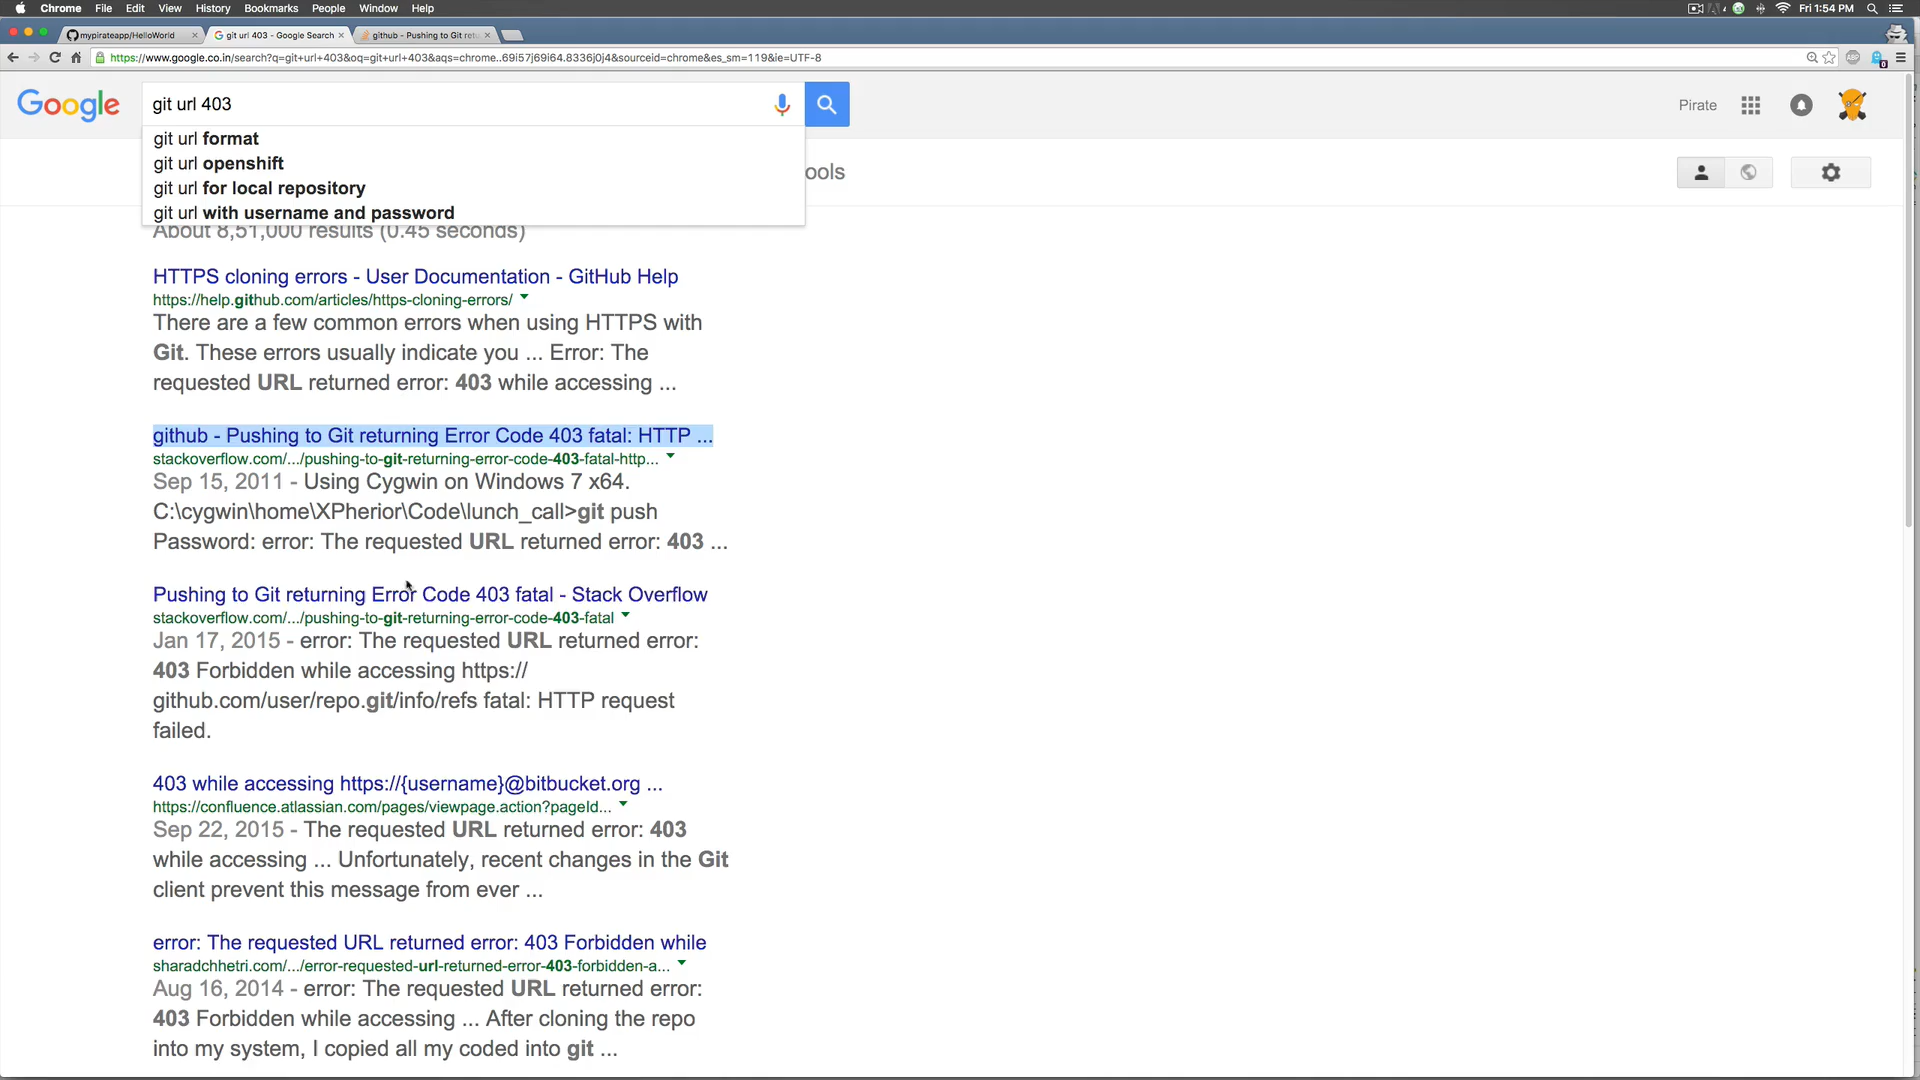 Chrome File Edit View History Bookmarks People Window Help
Fri 1:54 PM
mypirateapp/HelloWorld
git url 403 - Google Search
github - Pushing to Git retu
https://www.google.co.in/search?q=git+url+403&oq=git+url+403&aqs=chrome..69i57j69i64.8336j0j4&sourceid=chrome&es_sm=119&ie=UTF-8
Google
git url 403
Pirate
git url format
git url openshift
git url for local repository
git url with username and password
ools
About 8,51,000 results (0.45 seconds)
HTTPS cloning errors - User Documentation - GitHub Help
https://help.github.com/articles/https-cloning-errors/
There are a few common errors when using HTTPS with
Git. These errors usually indicate you ... Error: The
requested URL returned error: 403 while accessing ...
github - Pushing to Git returning Error Code 403 fatal: HTTP ...
stackoverflow.com/.../pushing-to-git-returning-error-code-403-fatal-http...
Sep 15, 2011 - Using Cygwin on Windows 7 x64.
C:\cygwin\home\XPherior\Code\lunch_call>git push
Password: error: The requested URL returned error: 403 ...
Pushing to Git returning Error Code 403 fatal - Stack Overflow
stackoverflow.com/.../pushing-to-git-returning-error-code-403-fatal
Jan 17, 2015 - error: The requested URL returned error:
403 Forbidden while accessing https://
github.com/user/repo.git/info/refs fatal: HTTP request
failed.
403 while accessing https://{username}@bitbucket.org ...
https://confluence.atlassian.com/pages/viewpage.action?pageId...
Sep 22, 2015 - The requested URL returned error: 403
while accessing ... Unfortunately, recent changes in the Git
client prevent this message from ever ...
error: The requested URL returned error: 403 Forbidden while
sharadchhetri.com/.../error-requested-url-returned-error-403-forbidden-a...
Aug 16, 2014 - error: The requested URL returned error:
403 Forbidden while accessing ... After cloning the repo
into my system, I copied all my coded into git ...